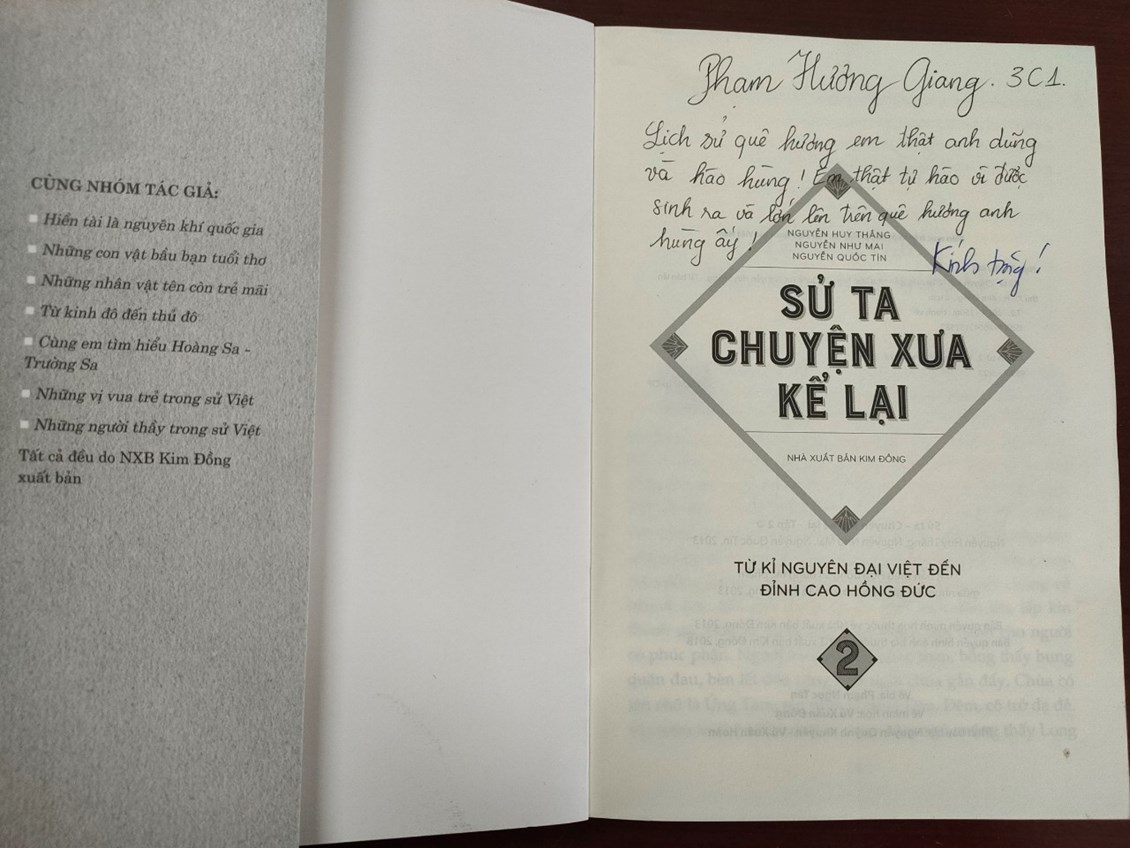 CÙNG NHÓM TÁC GIẢ:
Hiền tài là nguyên khí quốc gia
Những con vật bầu bạn tuổi thơ
Những nhân vật tên còn trẻ mãi
Từ kinh đô đến thủ đô
Cùng em tìm hiểu Hoàng Sa -
Trường Sa
Những vị vua trẻ trong sử Việt
Những người thầy trong sử Việt
Tất cả đều do NXB Kim Đồng
xuất bản
Phạm Hương Giang. 3C1.
Lịch sử quê hương em thật anh dũng
và hào hùng! Em thật tự hào vì được
sinh ra và lớn lên trên quê hương anh
hùng ấy!
Kính tặng!
NGUYỄN HUY THẮNG
NGUYỄN NHƯ MAI
NGUYỄN QUỐC TÍN
SỬ TA
CHUYỆN XƯA
KỂ LẠI
NHÀ XUẤT BẢN KIM ĐỒNG
TỪ KỈ NGUYÊN ĐẠI VIỆT ĐẾN
ĐỈNH CAO HỒNG ĐỨC
2